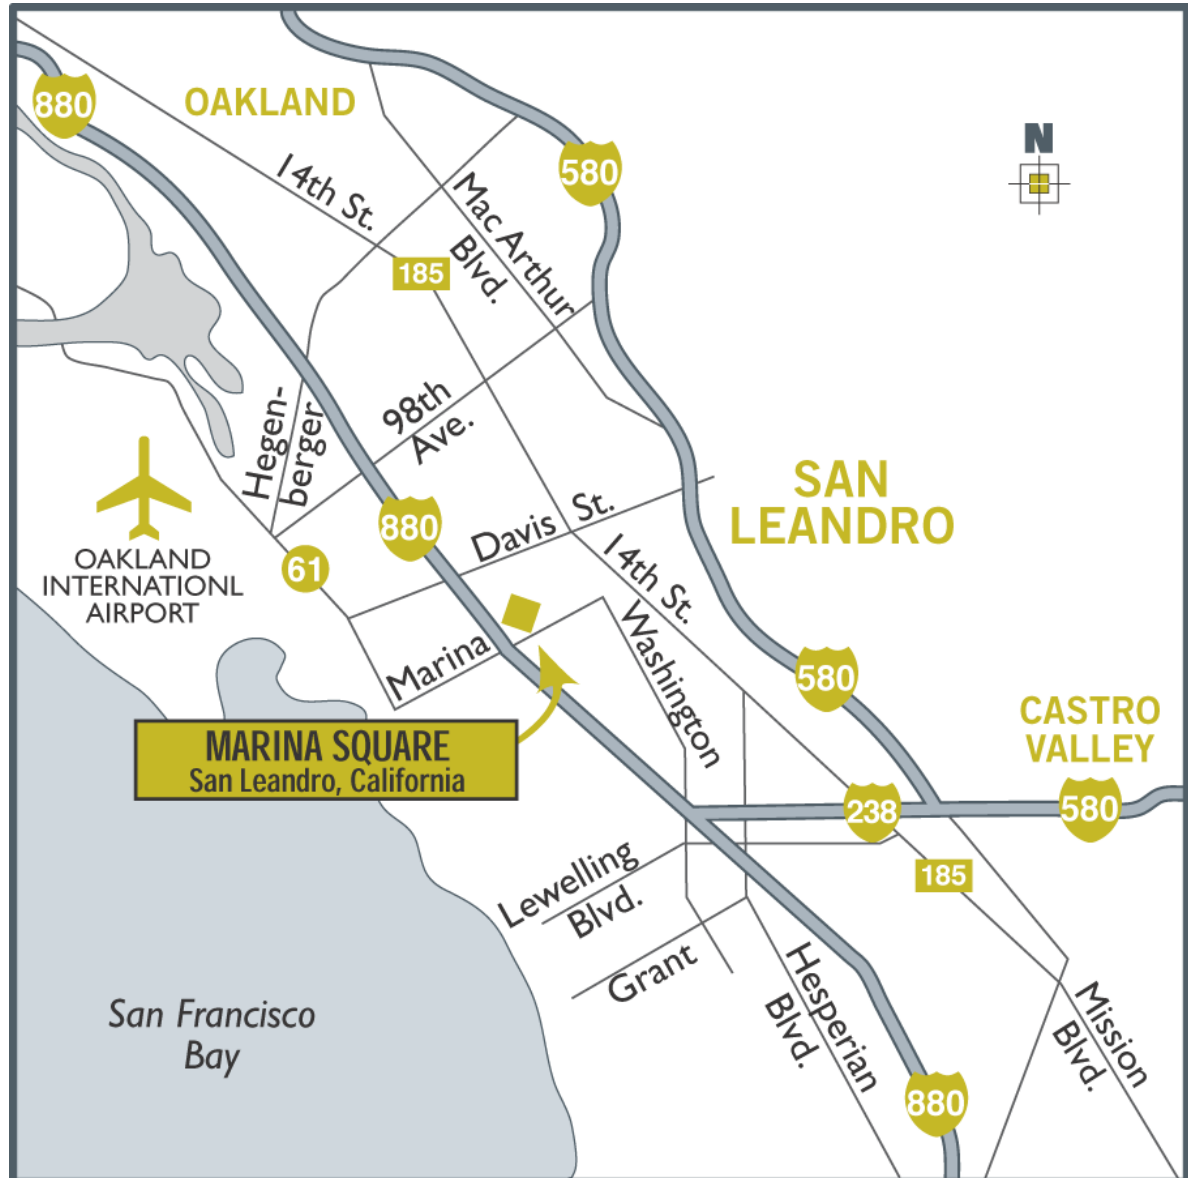 N
880
OAKLAND
580
14th St.
Mac Arthur
Blvd.
185
98th
Ave.
Hegen-
berger
SAN
LEANDRO
880
Davis St.
OAKLAND
INTERNATIONL
AIRPORT
61
14th St.
Washington
Marina
580
MARINA SQUARE
San Leandro, California
CASTRO
VALLEY
238
580
Lewelling
Blvd.
185
Grant
Hesperian
Blvd.
Mission
Blvd.
San Francisco
Bay
880